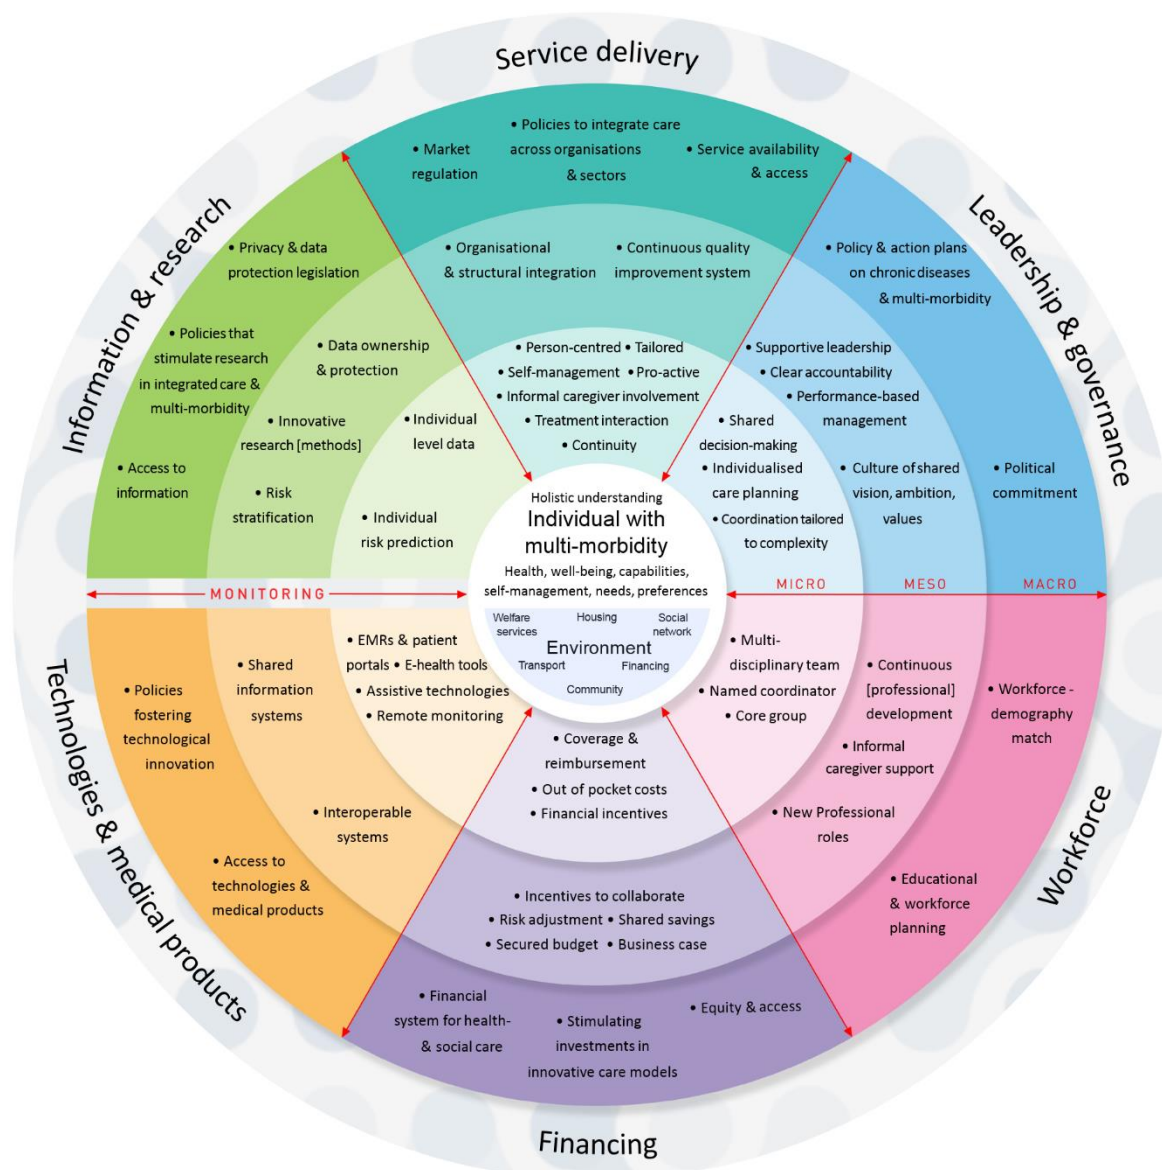 Service delivery
• Policies to integrate care
across organisations
& sectors
• Market
regulation
• Service availability
& access
• Organisational
& structural integration
• Continuous quality
improvement system
• Person-centred • Tailored
• Self-management • Pro-active
• Informal caregiver involvement
• Treatment interaction
• Continuity
Leadership & governance
• Policy & action plans
on chronic diseases
& multi-morbidity
• Political
commitment
• Supportive leadership
• Clear accountability
• Performance-based
management
• Culture of shared
vision, ambition,
values
• Shared
decision-making
• Individualised
care planning
• Coordination tailored
to complexity
Information & research
• Privacy & data
protection legislation
• Policies that
stimulate research
in integrated care &
multi-morbidity
• Access to
information
• Data ownership
& protection
• Innovative
research [methods]
• Risk
stratification
• Individual
level data
• Individual
risk prediction
Holistic understanding
Individual with
multi-morbidity
Health, well-being, capabilities,
self-management, needs, preferences
Welfare
services
Housing
Social
network
Environment
Transport
Financing
Community
MONITORING
MICRO
MESO
MACRO
Technologies & medical products
• EMRs & patient
portals • E-health tools
• Assistive technologies
• Remote monitoring
• Shared
information
systems
• Interoperable
systems
• Policies
fostering
technological
innovation
• Access to
technologies &
medical products
Workforce
• Multi-
disciplinary team
• Named coordinator
• Core group
• Continuous
[professional]
development
• Informal
caregiver support
• New Professional
roles
• Workforce -
demography
match
• Educational
& workforce
planning
• Coverage &
reimbursement
• Out of pocket costs
• Financial incentives
• Incentives to collaborate
• Risk adjustment • Shared savings
• Secured budget • Business case
• Financial
system for health-
& social care
• Stimulating
investments in
innovative care models
• Equity & access
Financing